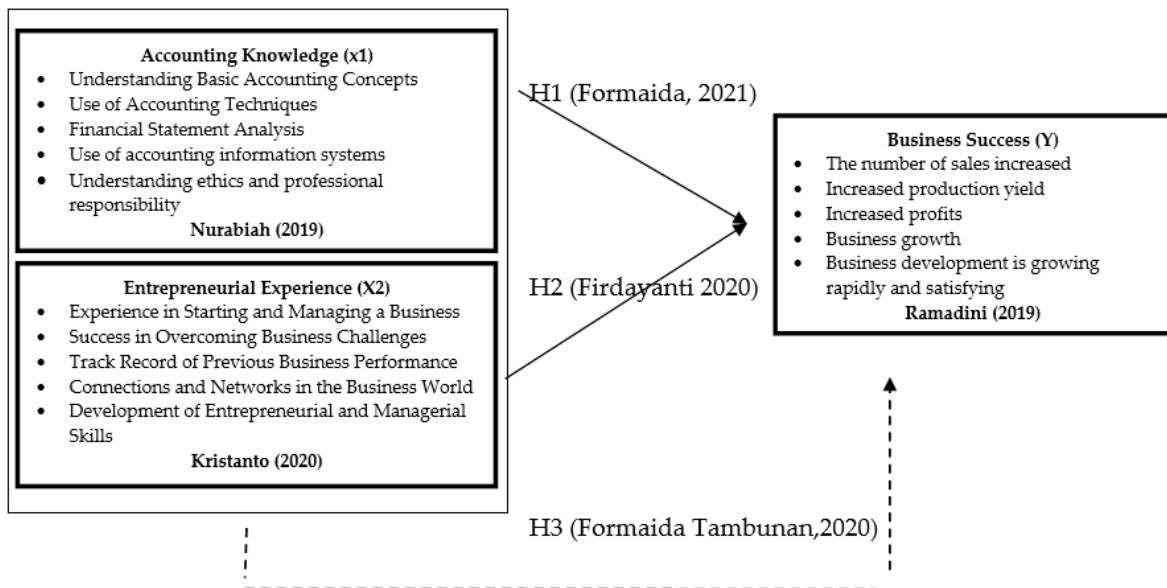 Accounting Knowledge (x1)
• Understanding Basic Accounting Concepts
• Use of Accounting Techniques
• Financial Statement Analysis
• Use of accounting information systems
• Understanding ethics and professional
responsibility
Nurabiah (2019)
Entrepreneurial Experience (X2)
• Experience in Starting and Managing a Business
• Success in Overcoming Business Challenges
• Track Record of Previous Business Performance
• Connections and Networks in the Business World
• Development of Entrepreneurial and Managerial
Skills
Kristanto (2020)
H1 (Formaida, 2021)
H2 (Firdayanti 2020)
H3 (Formaida Tambunan,2020)
Business Success (Y)
• The number of sales increased
• Increased production yield
• Increased profits
• Business growth
• Business development is growing
rapidly and satisfying
Ramadini (2019)